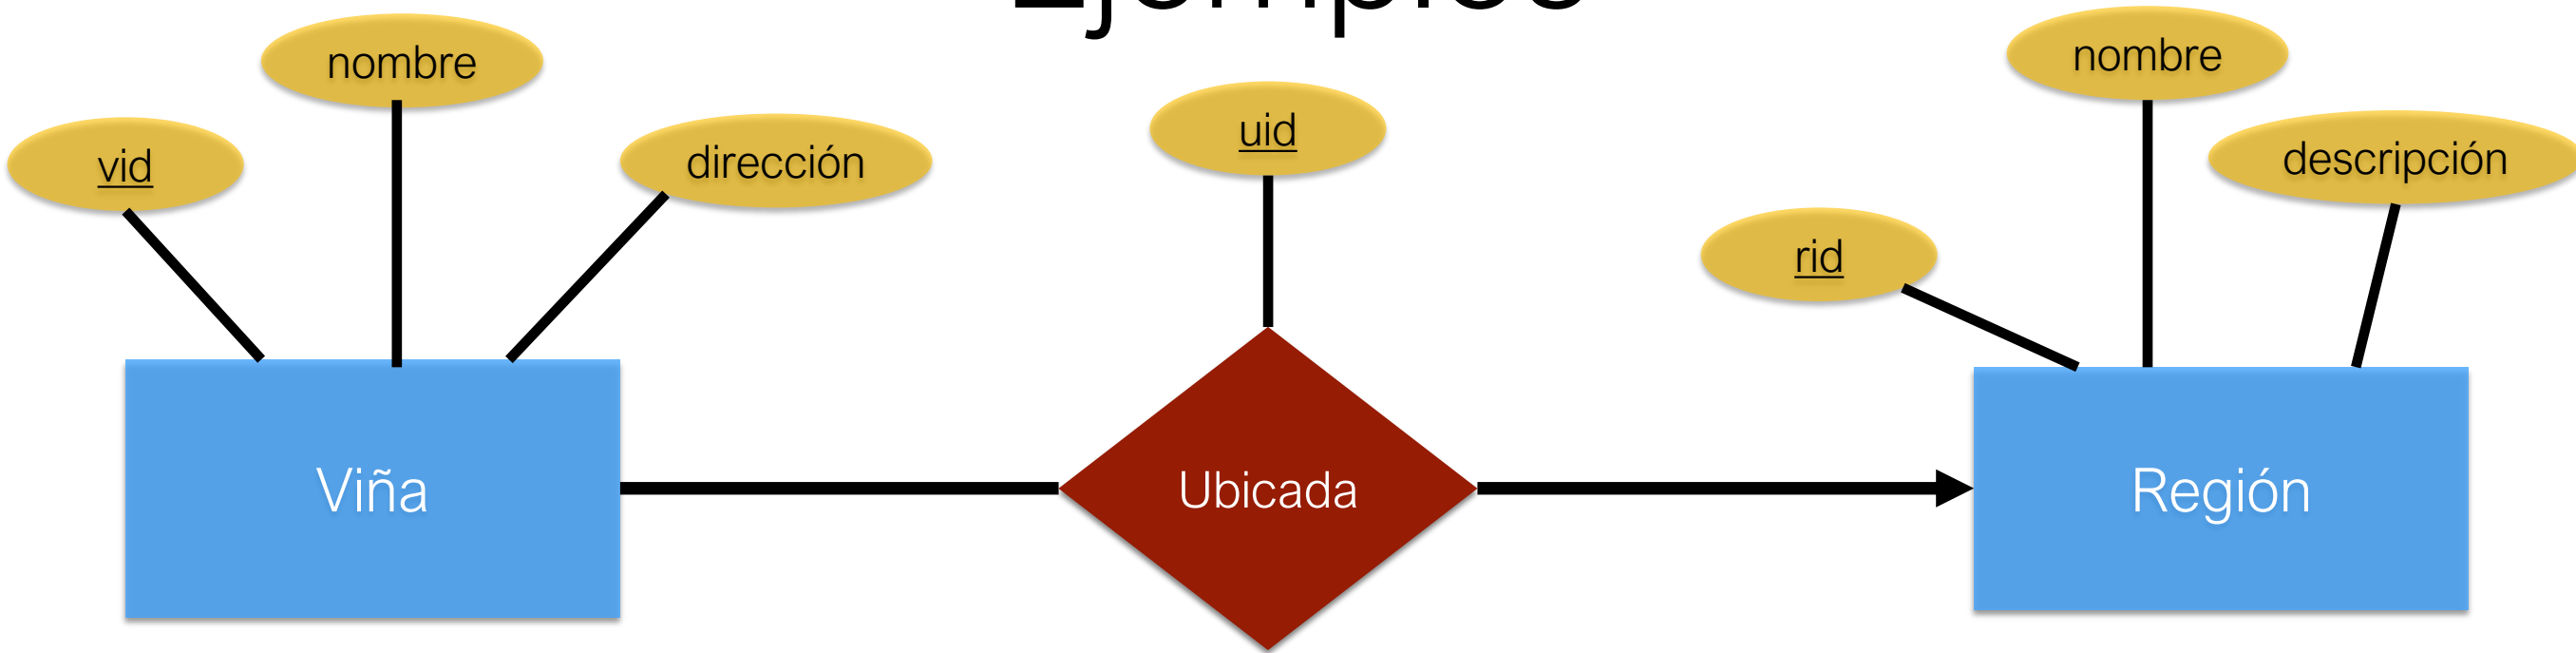 nombre
nombre
uid
vid
dirección
descripción
rid
Viña
Ubicada
Región